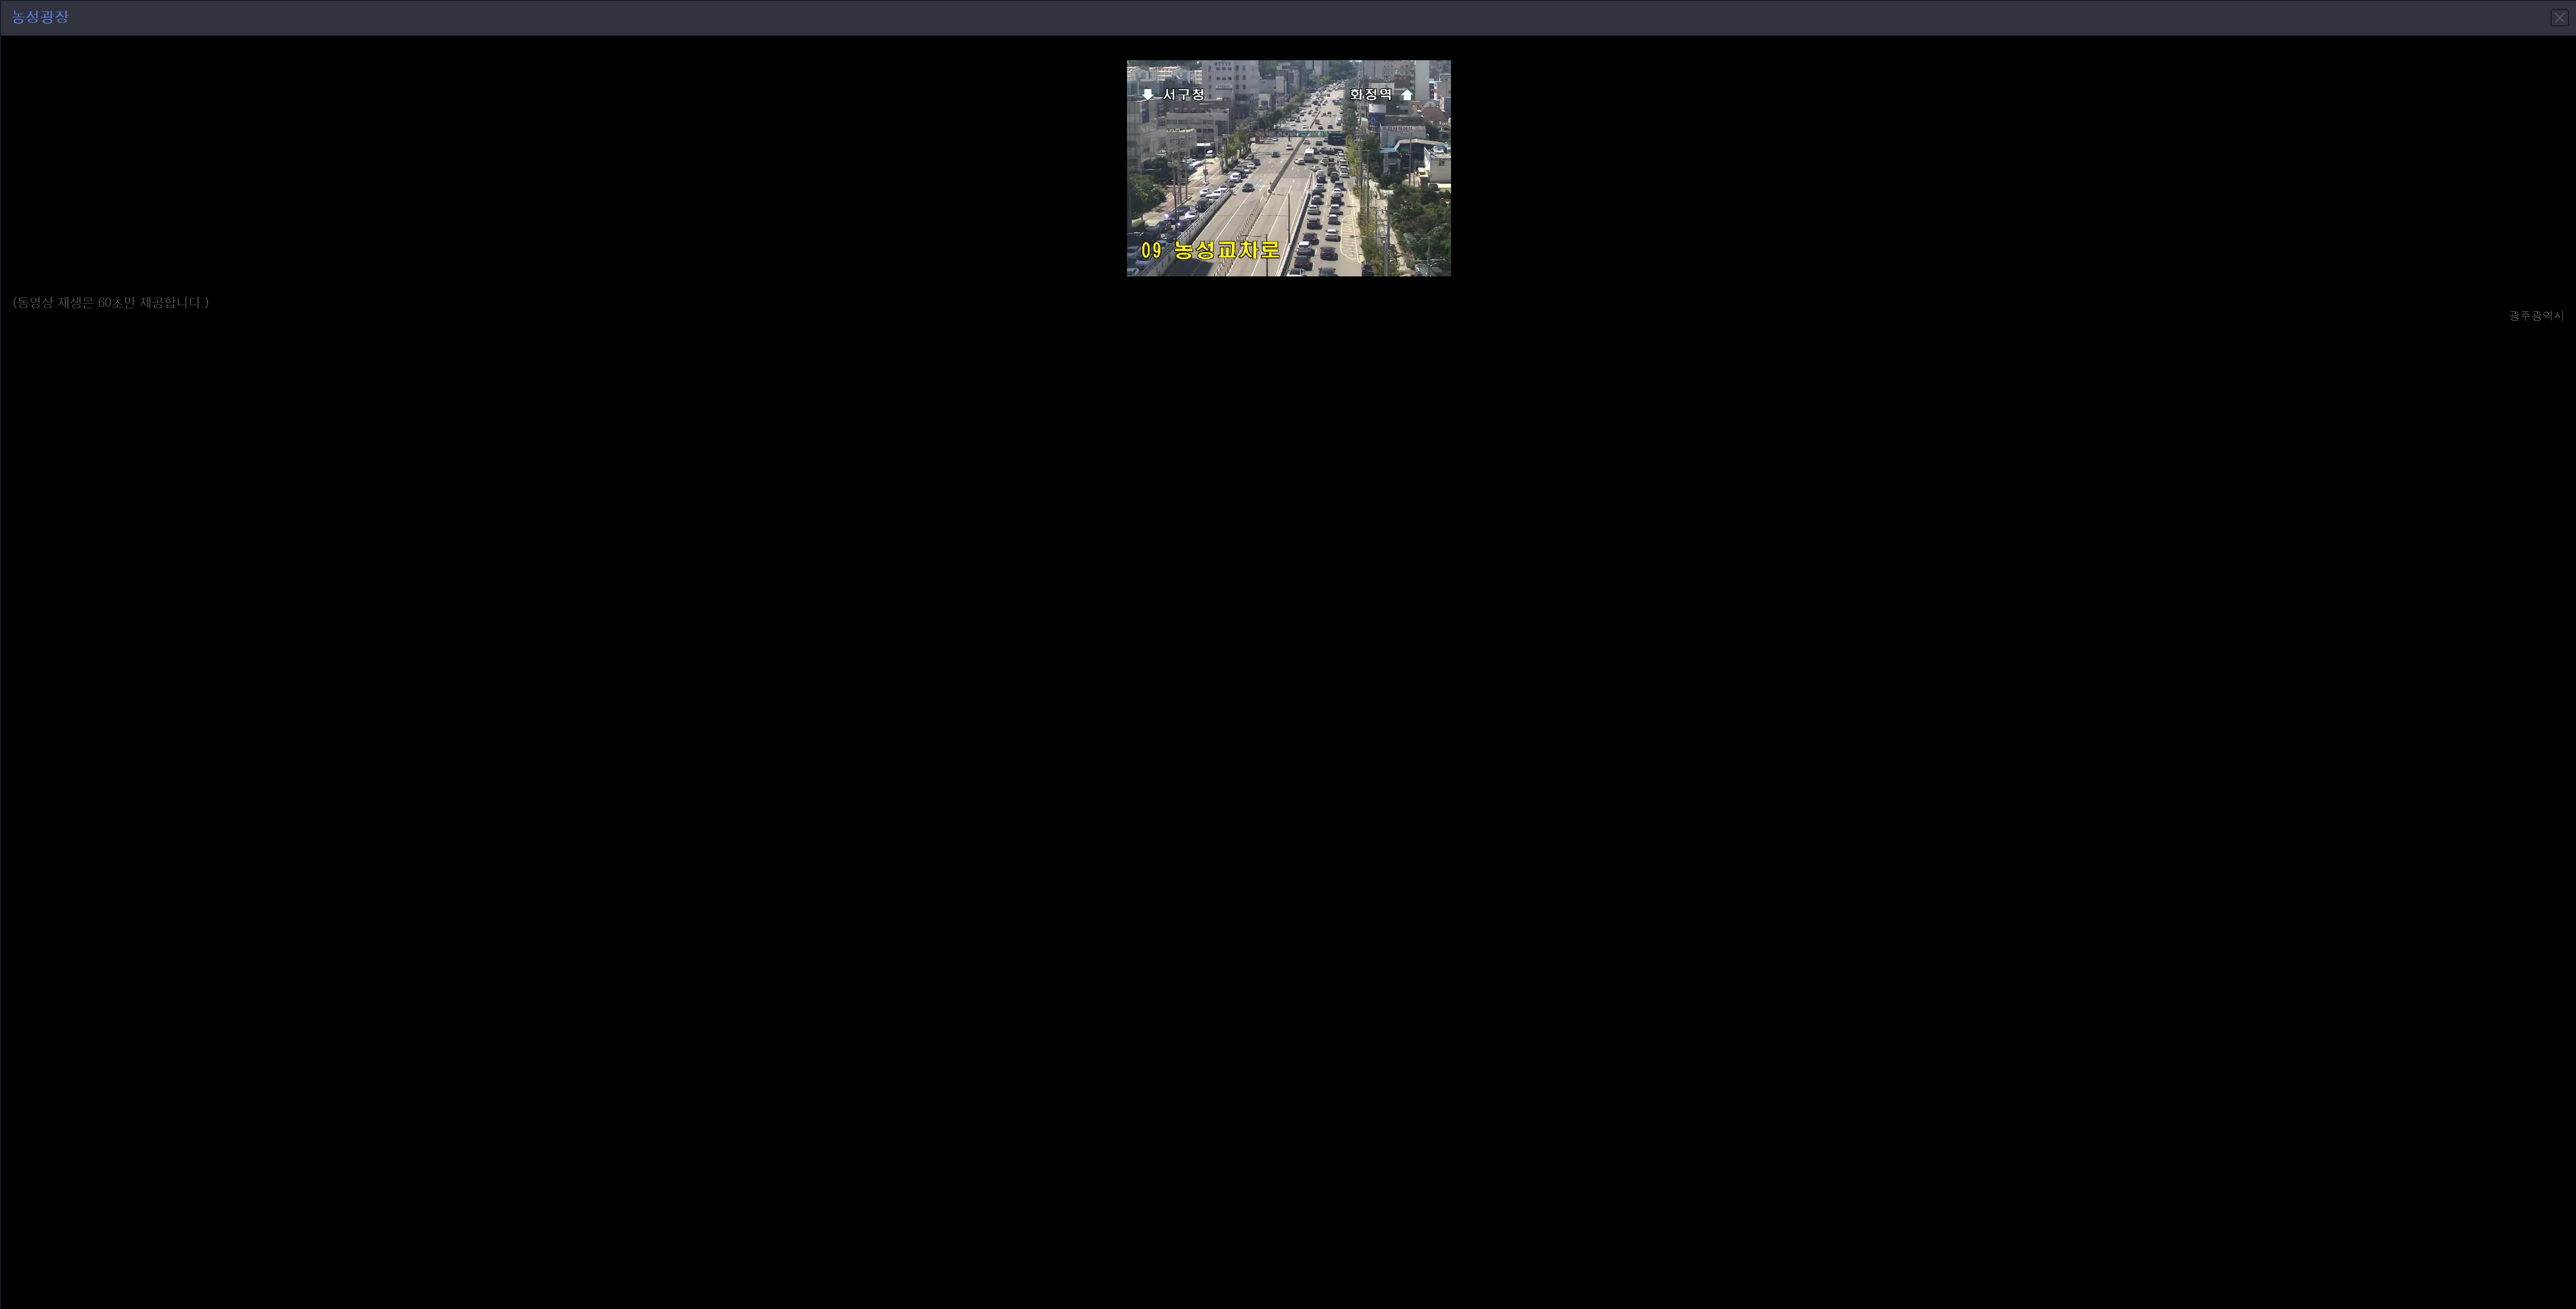 농성광장
서구청
화정역
09 농성교차로
(동영상 재생은 60초만 제공합니다.)
광주광역시